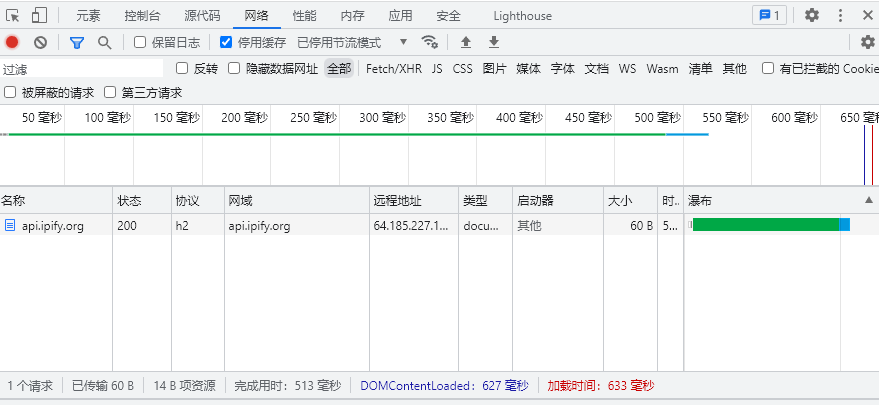 元素 控制台 源代码 网络 性能 内存 应用 安全 Lighthouse 1
保留日志 停用缓存 已停用节流模式
过滤 反转 隐藏数据网址 全部 Fetch/XHR JS CSS 图片 媒体 字体 文档 WS Wasm 清单 其他 有已拦截的 Cookie
被屏蔽的请求 第三方请求
50 毫秒 100 毫秒 150 毫秒 200 毫秒 250 毫秒 300 毫秒 350 毫秒 400 毫秒 450 毫秒 500 毫秒 550 毫秒 600 毫秒 650 毫秒
名称 状态 协议 网域 远程地址 类型 启动器 大小 时.. 瀑布
api.ipify.org 200 h2 api.ipify.org 64.185.227.1... docu... 其他 60 B 5...
1 个请求 已传输 60 B 14 B 项资源 完成用时：513 毫秒 DOMContentLoaded：627 毫秒 加载时间：633 毫秒